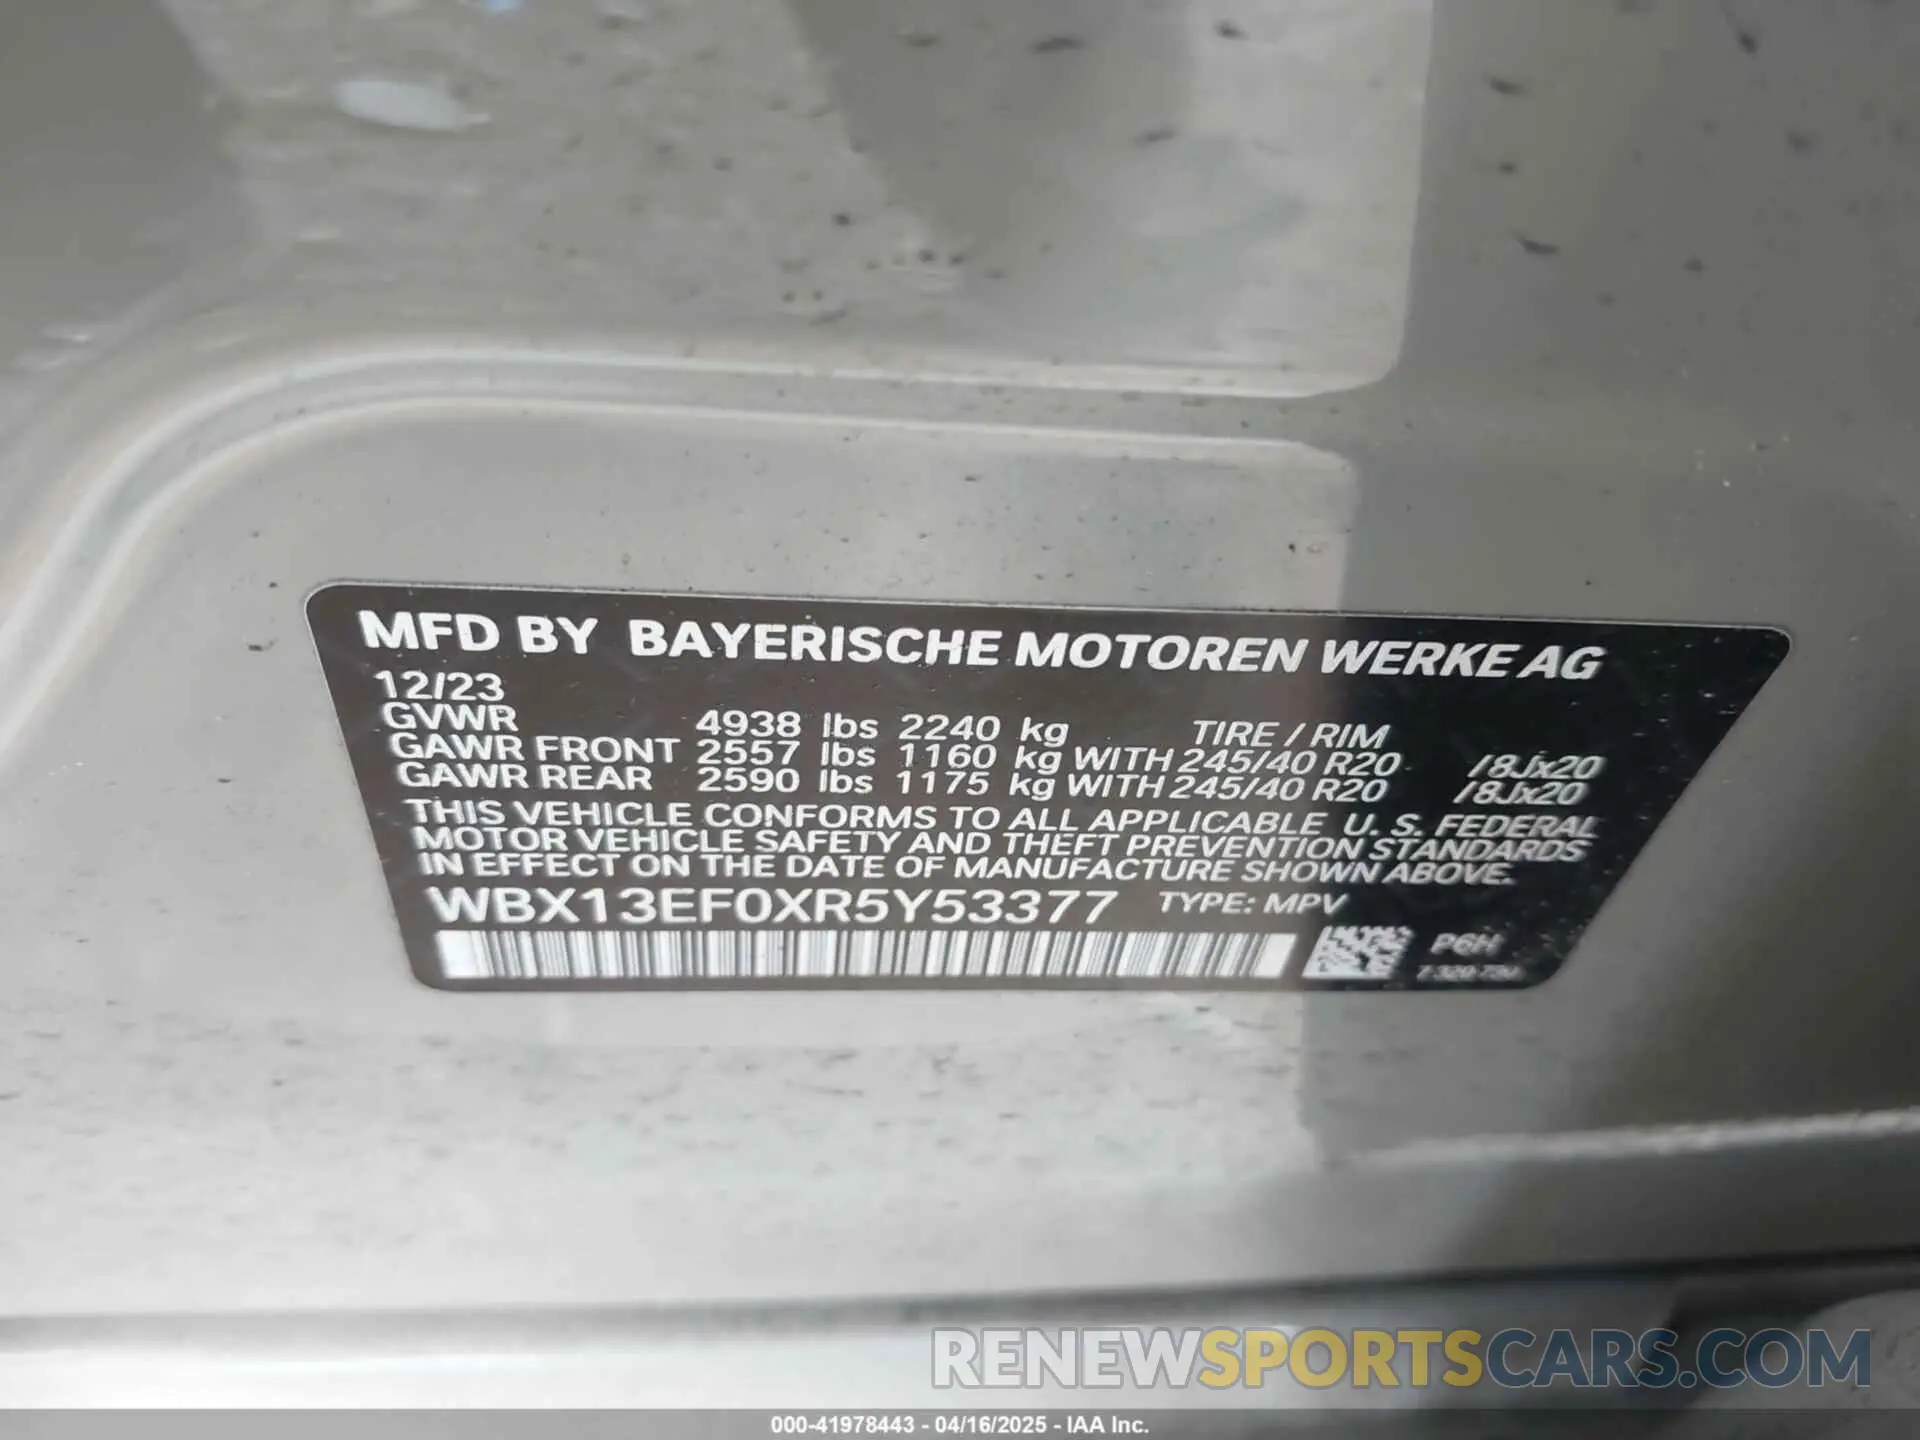 MFD BY BAYERISCHE MOTOREN WERKE AG
12/23
GVWR 4938 lbs 2240 kg TIRE / RIM
GAWR FRONT 2557 lbs 1160 kg WITH 245/40 R20 /8Jx20
GAWR REAR 2590 lbs 1175 kg WITH 245/40 R20 /8Jx20
THIS VEHICLE CONFORMS TO ALL APPLICABLE U. S. FEDERAL
MOTOR VEHICLE SAFETY AND THEFT PREVENTION STANDARDS
IN EFFECT ON THE DATE OF MANUFACTURE SHOWN ABOVE.
WBX13EF0XR5Y53377 TYPE: MPV
P6H
RENEWSPORTSCARS.COM
000-41978443 - 04/16/2025 - IAA Inc.